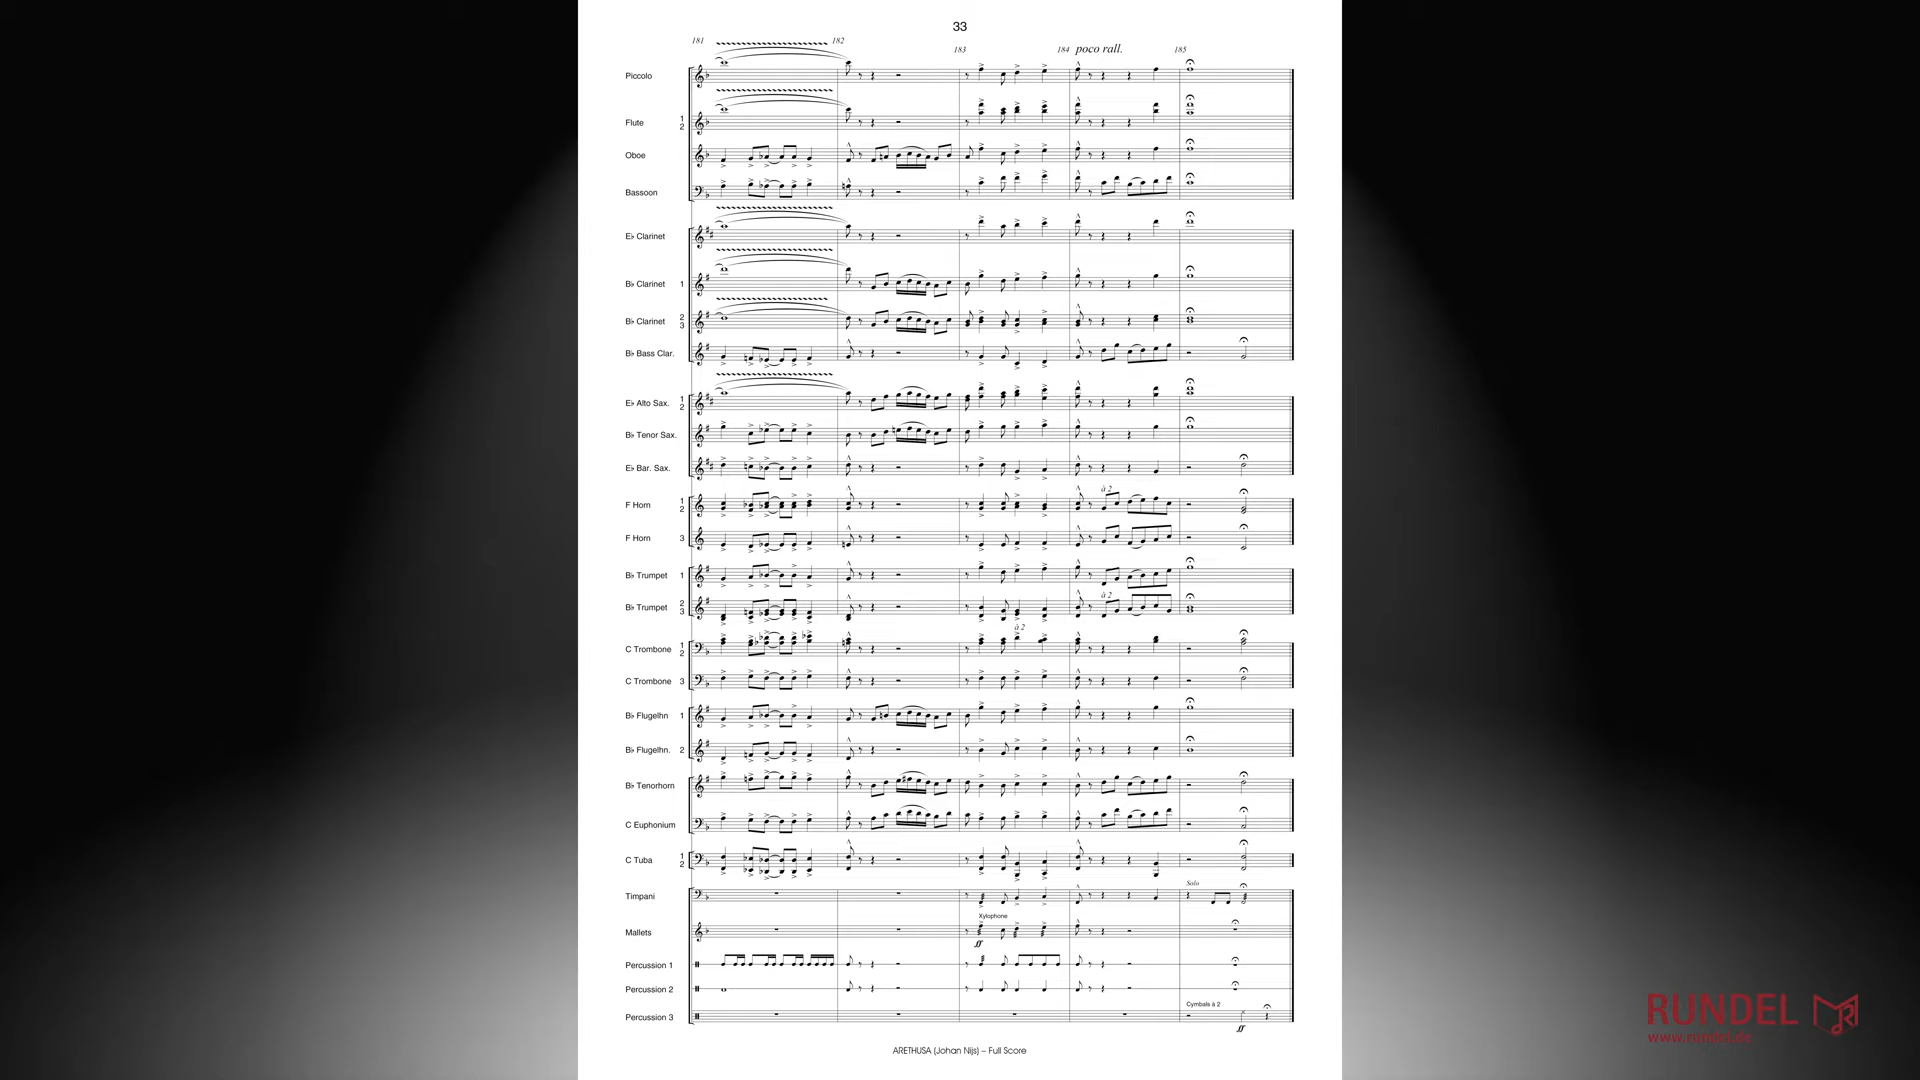 33
181 182 183 184 poco rall. 185
Piccolo
Flute 1 2
Oboe
Bassoon
E♭ Clarinet
B♭ Clarinet 1
B♭ Clarinet 2 3
B♭ Bass Clar.
E♭ Alto Sax. 1 2
B♭ Tenor Sax.
E♭ Bar. Sax.
à 2
F Horn 1 2
F Horn 3
B♭ Trumpet 1
à 2
B♭ Trumpet 2 3
à 2
C Trombone 1 2
C Trombone 3
B♭ Flugelhn 1
B♭ Flugelhn. 2
B♭ Tenorhorn
C Euphonium
C Tuba 1 2
Solo
Timpani
Xylophone
Mallets
ff
Percussion 1
Percussion 2
Cymbals à 2
Percussion 3
ff
ARETHUSA (Johan Nijs) – Full Score
RUNDEL
www.rundel.de